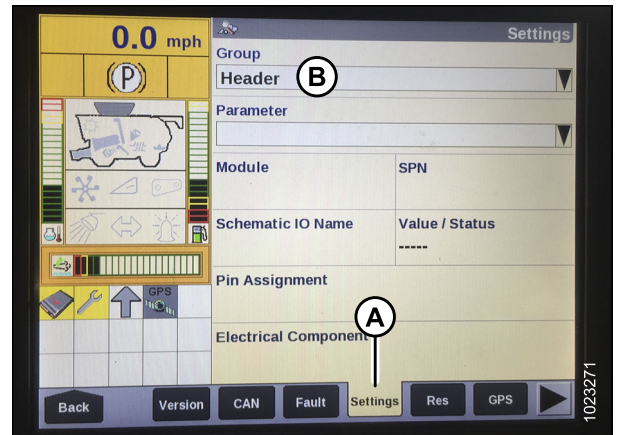 0.0 mph
(P)
Settings
Group
Header
B
Parameter
Module
SPN
Schematic IO Name
Value / Status
-----
Pin Assignment
GPS
A
Electrical Component
Back
Version
CAN
Fault
Settings
Res
GPS
1023271